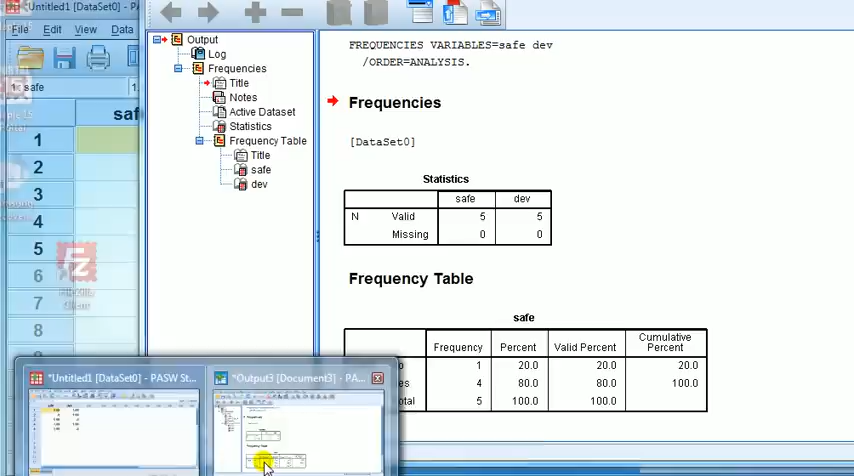 *Untitled1 [DataSet0] - PA
File Edit View Data
safe
saf
1
2
3
4
5
6
7
8
FileZilla
Client
Output
Log
Frequencies
Title
Notes
Active Dataset
Statistics
Frequency Table
Title
safe
dev
FREQUENCIES VARIABLES=safe dev
/ORDER=ANALYSIS.
Frequencies
[DataSet0]
Statistics
safe dev
N Valid 5 5
Missing 0 0
Frequency Table
safe
Frequency Percent Valid Percent Cumulative Percent
1 20.0 20.0 20.0
es 4 80.0 80.0 100.0
otal 5 100.0 100.0
*Untitled1 [DataSet0] - PASW St...
*Output3 [Document3] - PA...